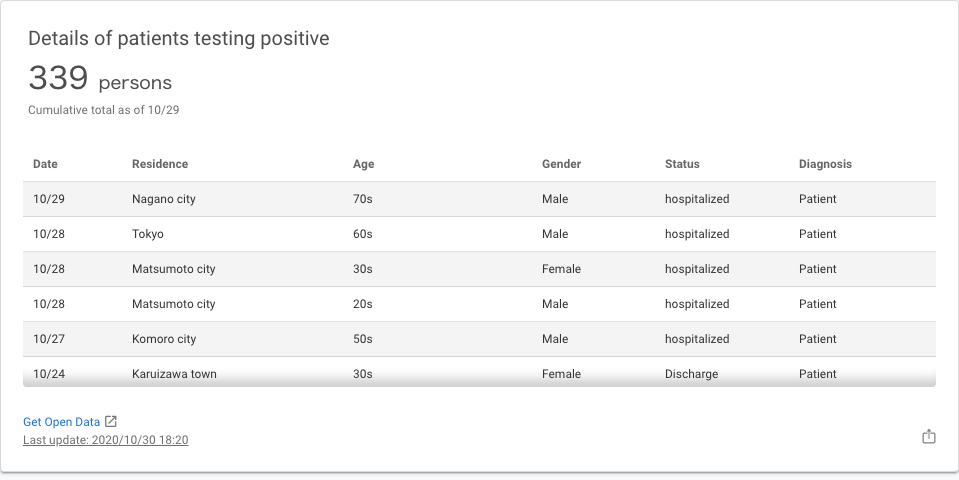 Details of patients testing positive
339 persons
Cumulative total as of 10/29
Date Residence Age Gender Status Diagnosis
10/29 Nagano city 70s Male hospitalized Patient
10/28 Tokyo 60s Male hospitalized Patient
10/28 Matsumoto city 30s Female hospitalized Patient
10/28 Matsumoto city 20s Male hospitalized Patient
10/27 Komoro city 50s Male hospitalized Patient
10/24 Karuizawa town 30s Female Discharge Patient
Get Open Data
Last update: 2020/10/30 18:20